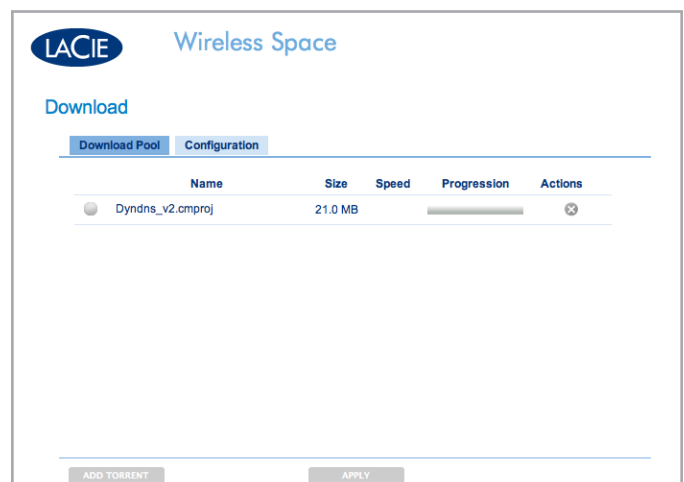 LACIE Wireless Space
Download
Download Pool Configuration
Name Size Speed Progression Actions
Dyndns_v2.cmproj 21.0 MB
ADD TORRENT APPLY